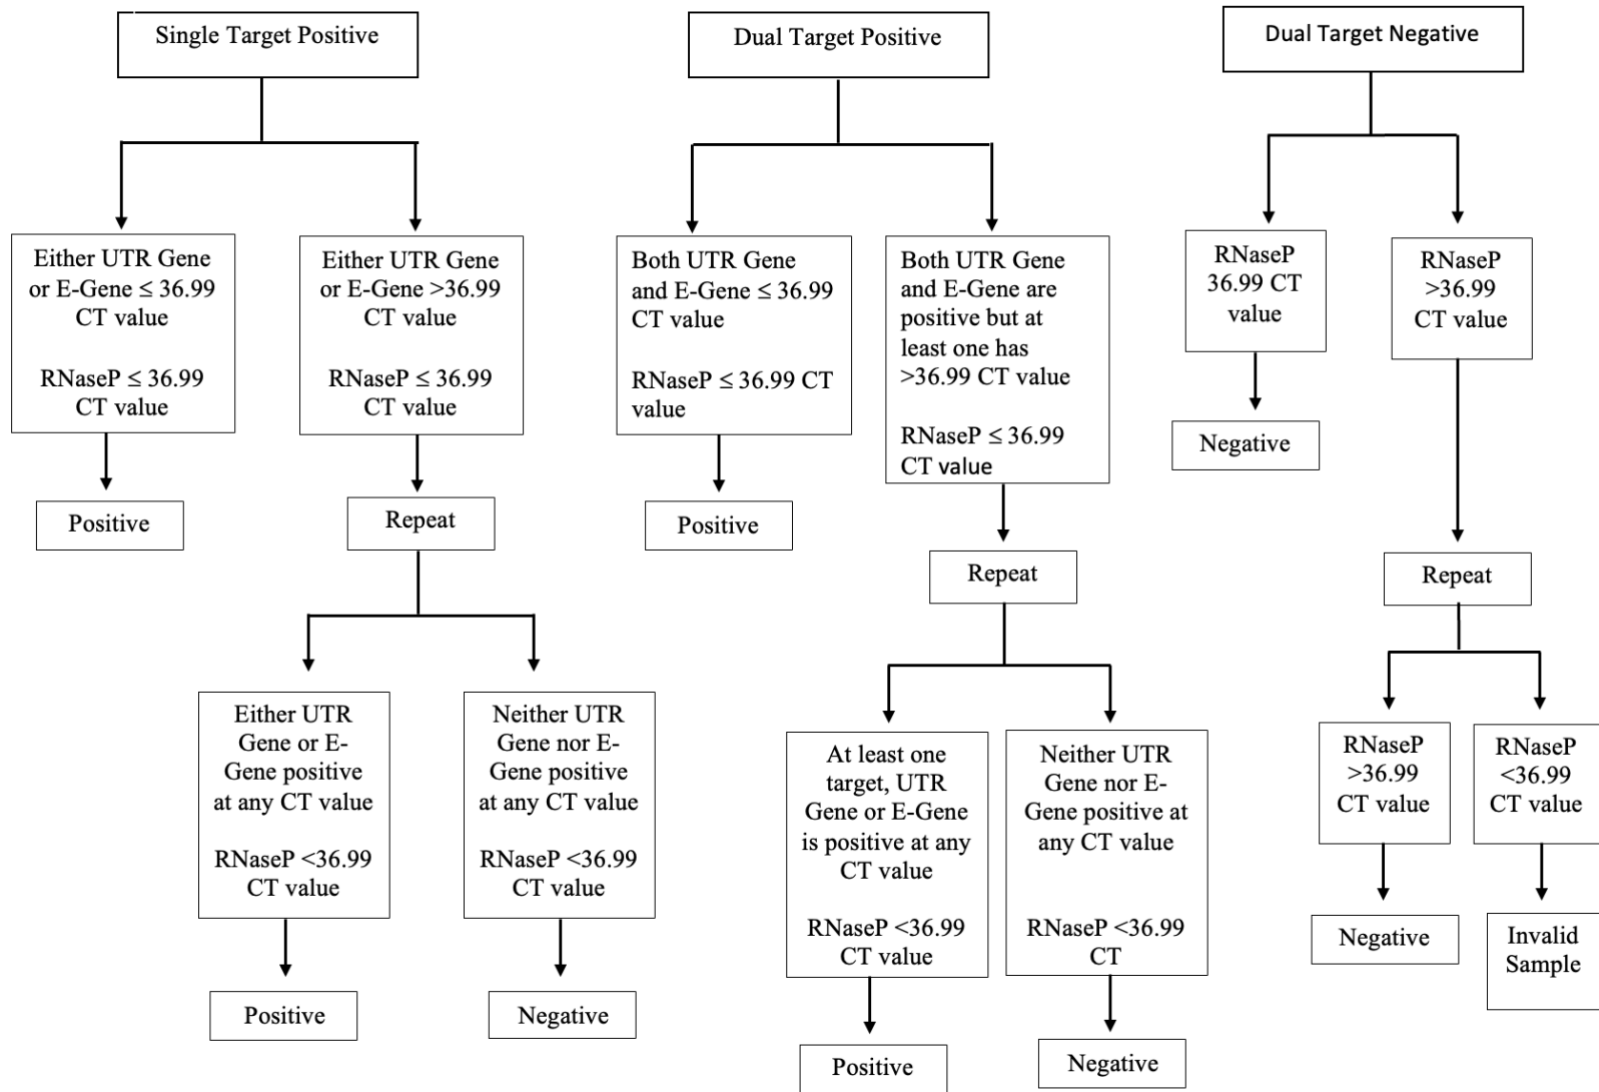 Single Target Positive
Dual Target Positive
Dual Target Negative
Either UTR Gene
or E-Gene ≤ 36.99
CT value
RNaseP ≤ 36.99
CT value
Either UTR Gene
or E-Gene >36.99
CT value
RNaseP ≤ 36.99
CT value
Both UTR Gene
and E-Gene ≤ 36.99
CT value
RNaseP ≤ 36.99 CT
value
Both UTR Gene
and E-Gene are
positive but at
least one has
>36.99 CT value
RNaseP ≤ 36.99
CT value
RNaseP
36.99 CT
value
RNaseP
>36.99
CT value
Positive
Repeat
Positive
Negative
Repeat
Repeat
Either UTR
Gene or E-
Gene positive
at any CT value
RNaseP <36.99
CT value
Neither UTR
Gene nor E-
Gene positive
at any CT value
RNaseP <36.99
CT value
At least one
target, UTR
Gene or E-Gene
is positive at any
CT value
RNaseP <36.99
CT value
Neither UTR
Gene nor E-
Gene positive at
any CT value
RNaseP <36.99
CT
RNaseP
>36.99
CT value
RNaseP
<36.99
CT value
Positive
Negative
Positive
Negative
Negative
Invalid
Sample